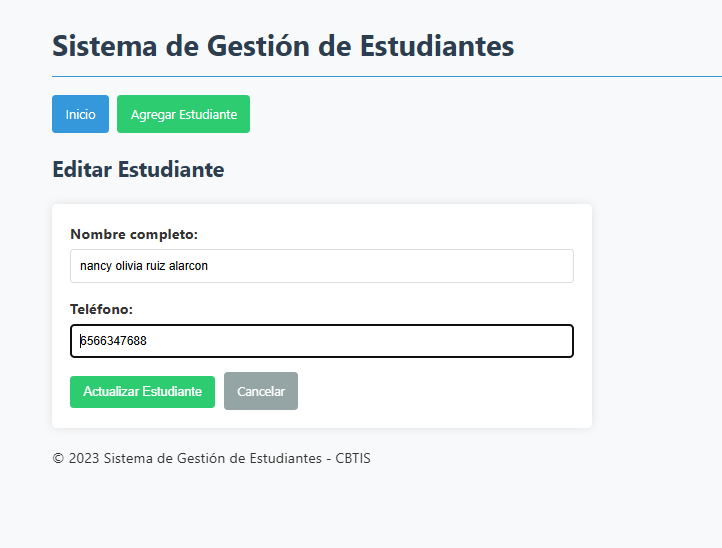 Sistema de Gestión de Estudiantes
Inicio Agregar Estudiante
Editar Estudiante
Nombre completo:
nancy olivia ruiz alarcon
Teléfono:
6566347688
Actualizar Estudiante Cancelar
© 2023 Sistema de Gestión de Estudiantes - CBTIS